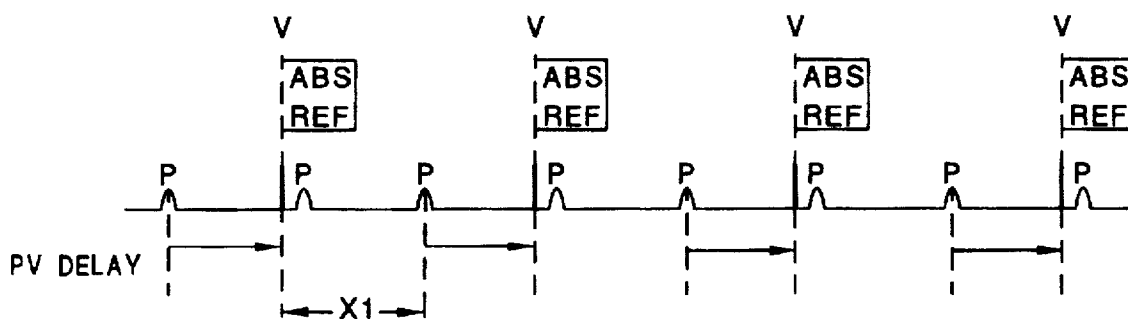 V V V V
ABS ABS ABS ABS
REF REF REF REF
P P P P P P P P
PV DELAY
X1